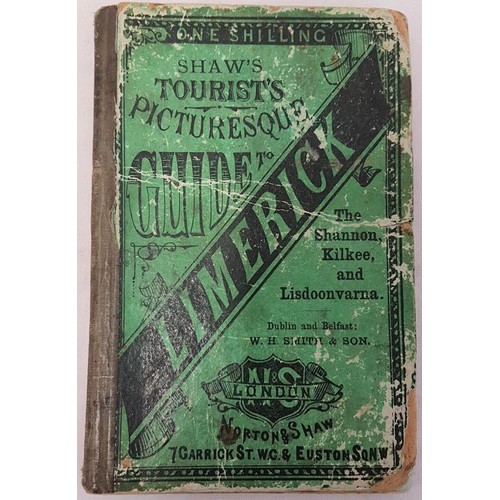 ONE SHILLING
SHAW'S
TOURIST'S
PICTURESQUE
GUIDE TO
LIMERICK
The
Shannon,
Kilkee,
and
Lisdoonvarna.
Dublin and Belfast:
W. H. SMITH & SON.
N&S
LONDON
NORTON & SHAW
7 GARRICK ST. W.C. & EUSTON SQ NW